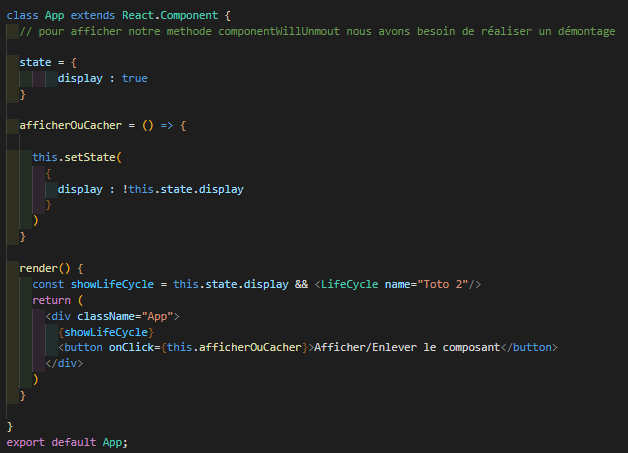 class App extends React.Component {
// pour afficher notre methode componentWillUnmout nous avons besoin de réaliser un démontage
state = {
display : true
}
afficherOuCacher = () => {
this.setState(
{
display : !this.state.display
}
)
}
render() {
const showLifeCycle = this.state.display && <LifeCycle name="Toto 2"/>
return (
<div className="App">
{showLifeCycle}
<button onClick={this.afficherOuCacher}>Afficher/Enlever le composant</button>
</div>
)
}
}
export default App;